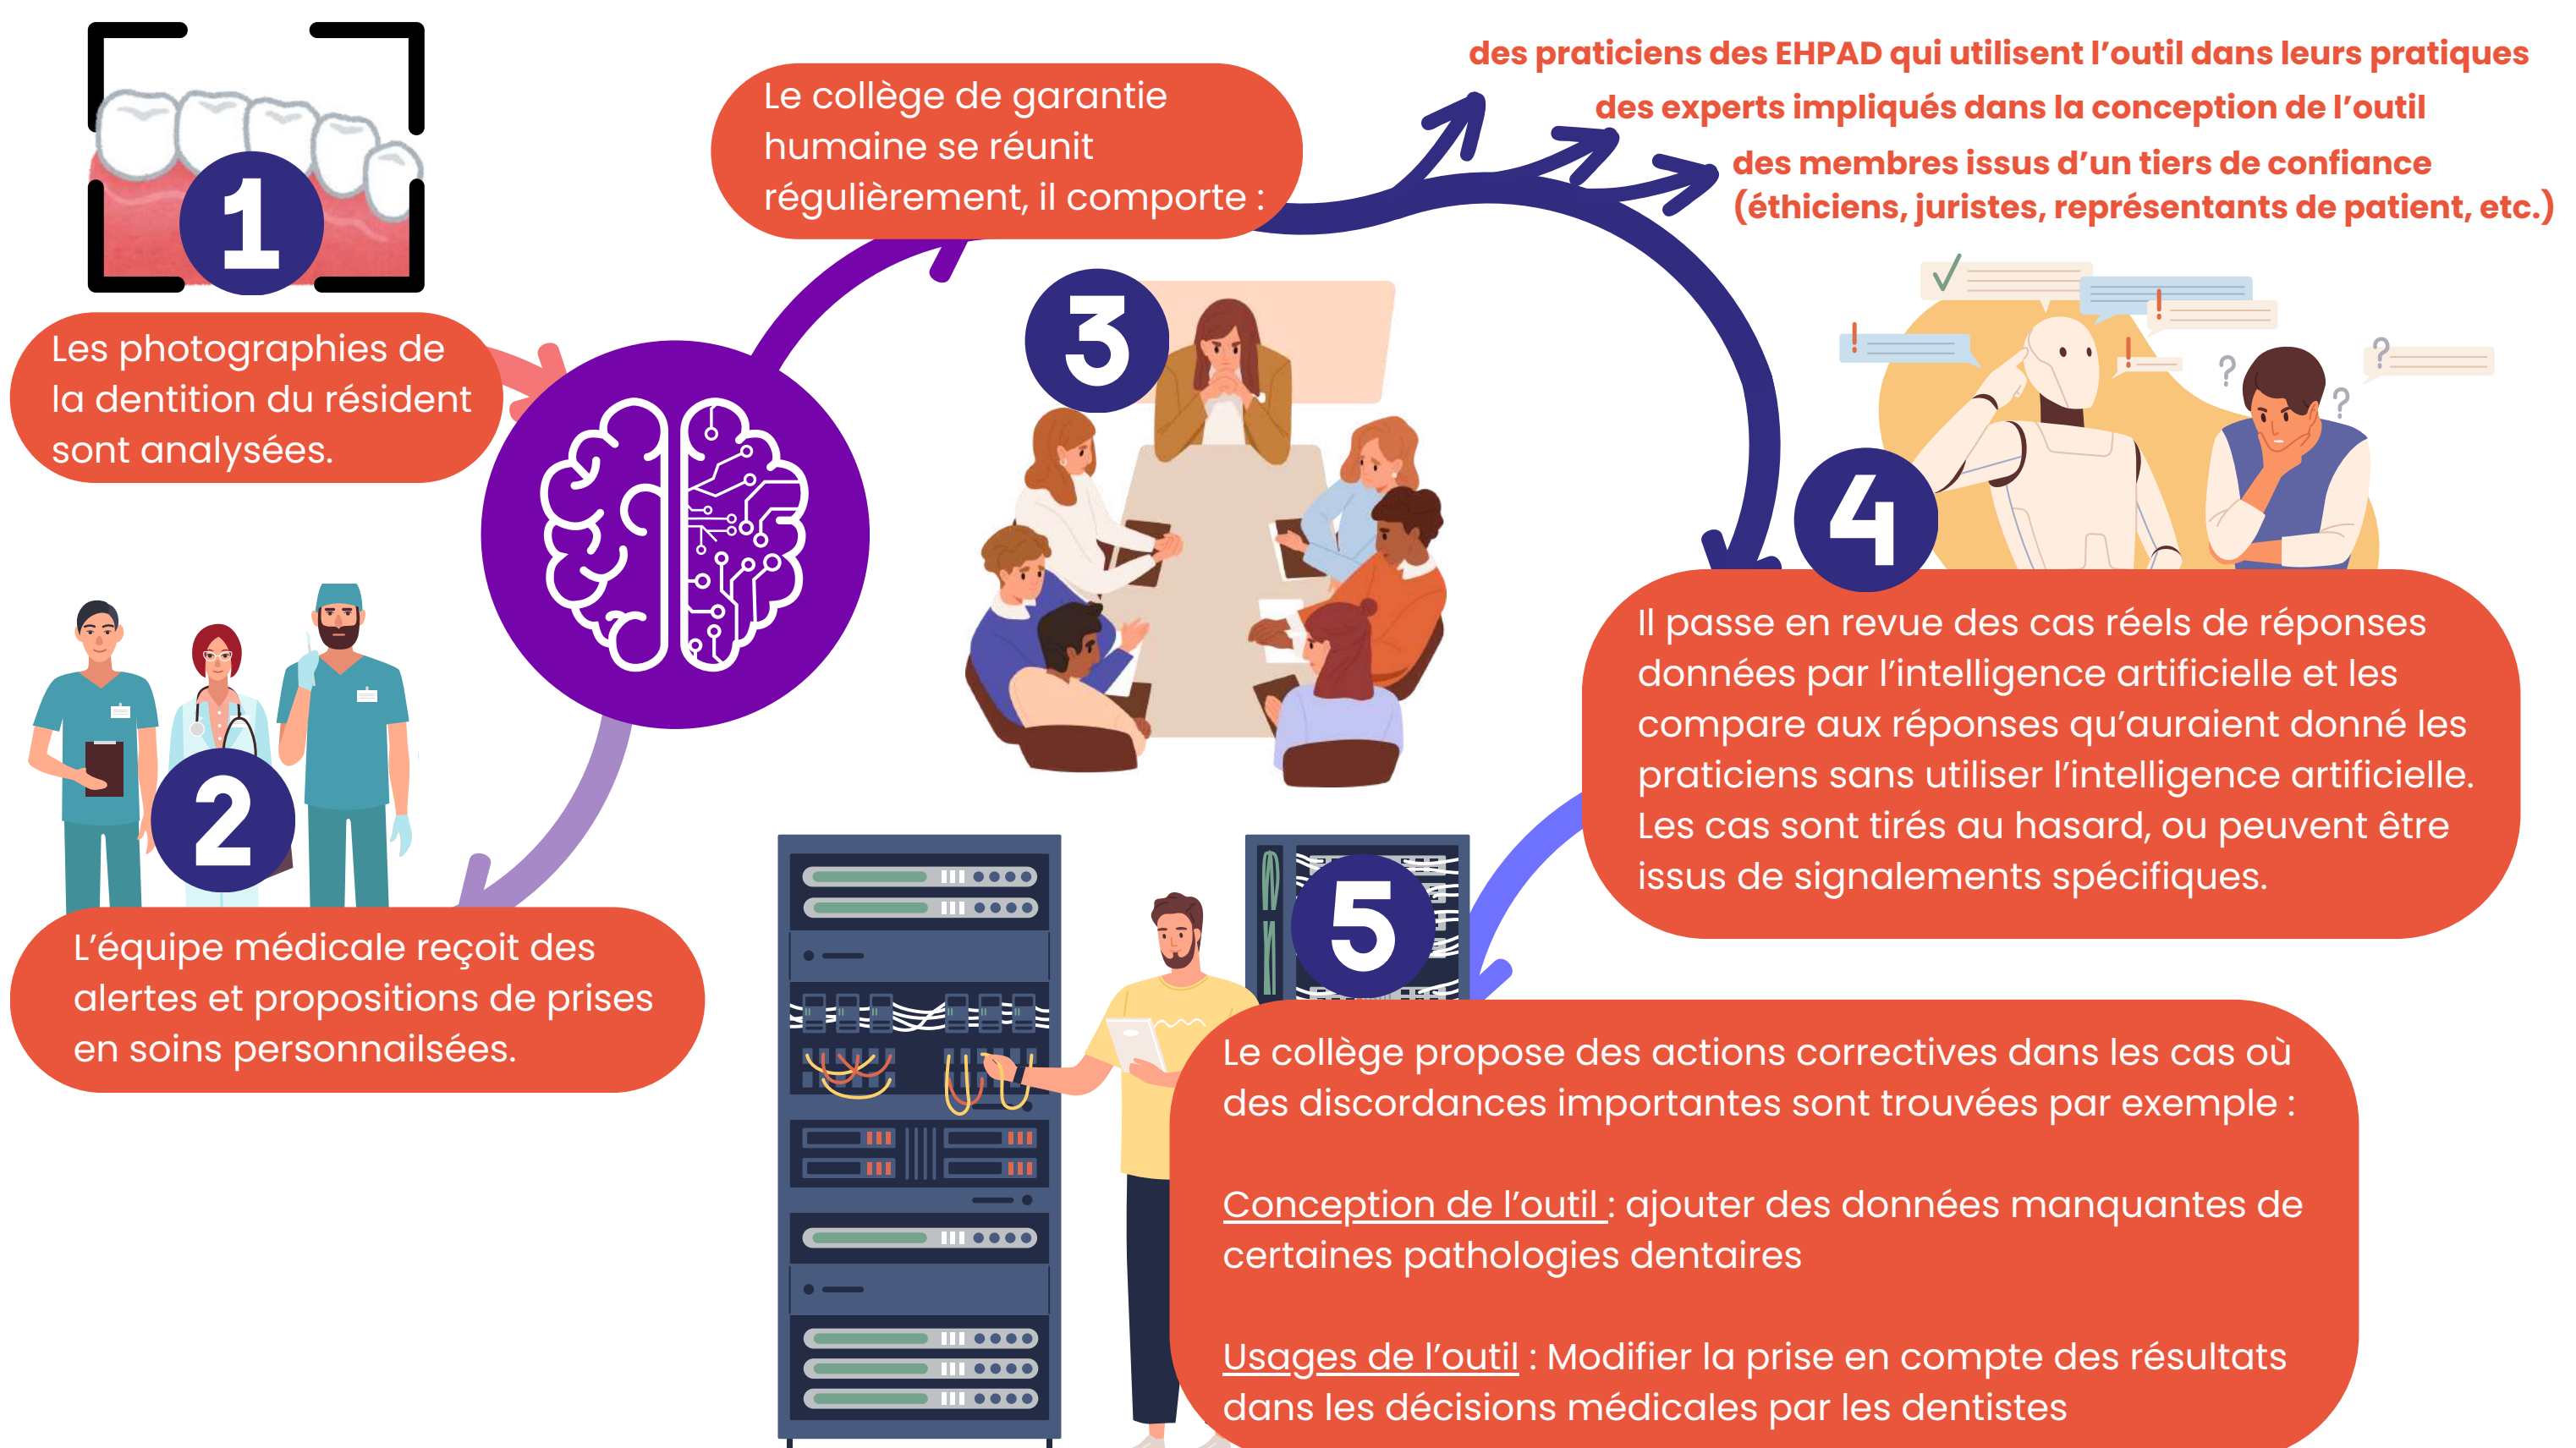 1
Les photographies de
la dentition du résident
sont analysées.
2
L’équipe médicale reçoit des
alertes et propositions de prises
en soins personnailsées.
Le collège de garantie
humaine se réunit
régulièrement, il comporte :
des praticiens des EHPAD qui utilisent l’outil dans leurs pratiques
des experts impliqués dans la conception de l’outil
des membres issus d’un tiers de confiance
(éthiciens, juristes, représentants de patient, etc.)
3
4
Il passe en revue des cas réels de réponses
données par l’intelligence artificielle et les
compare aux réponses qu’auraient donné les
praticiens sans utiliser l’intelligence artificielle.
Les cas sont tirés au hasard, ou peuvent être
issus de signalements spécifiques.
5
Le collège propose des actions correctives dans les cas où
des discordances importantes sont trouvées par exemple :
Conception de l’outil : ajouter des données manquantes de
certaines pathologies dentaires
Usages de l’outil : Modifier la prise en compte des résultats
dans les décisions médicales par les dentistes